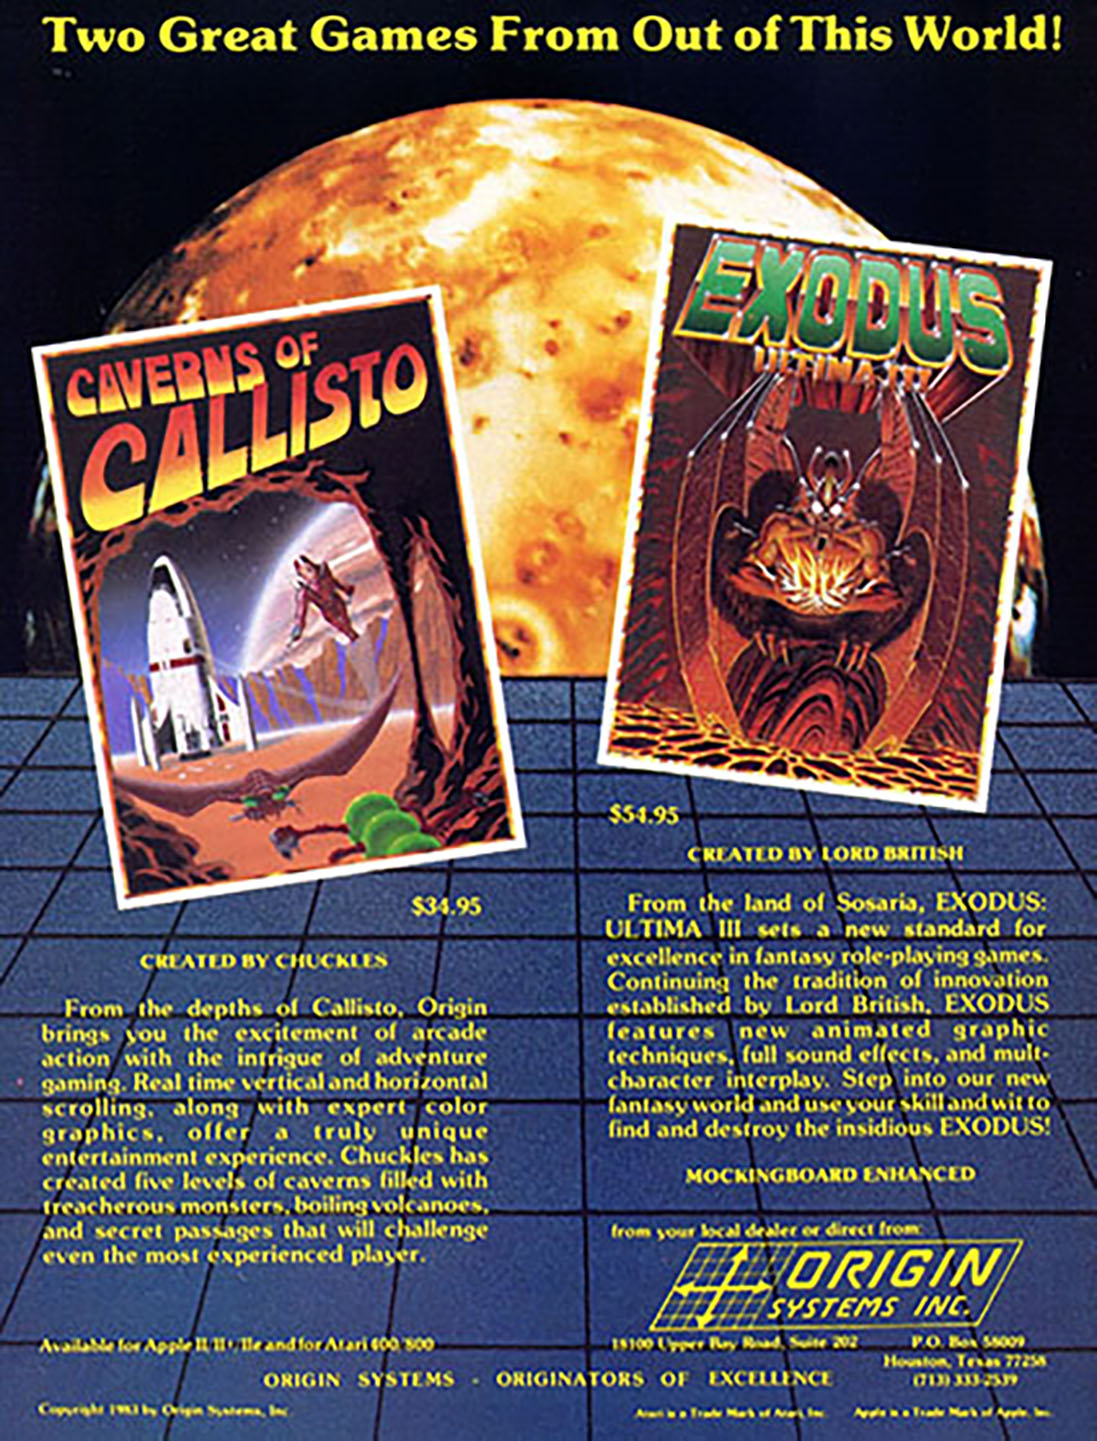 Two Great Games From Out of This World!
CAVERNS OF
CALLISTO
EXODUS
ULTIMA III
$54.95
CREATED BY LORD BRITISH
From the land of Sosaria, EXODUS:
ULTIMA III sets a new standard for
excellence in fantasy role-playing games.
Continuing the tradition of innovation
established by Lord British, EXODUS
features new animated graphic
techniques, full sound effects, and mult-
character interplay. Step into our new
fantasy world and use your skill and wit to
find and destroy the insidious EXODUS!
MOCKINGBOARD ENHANCED
$34.95
CREATED BY CHUCKLES
From the depths of Callisto, Origin
brings you the excitement of arcade
action with the intrigue of adventure
gaming. Real time vertical and horizontal
scrolling, along with expert color
graphics, offer a truly unique
entertainment experience. Chuckles has
created five levels of caverns filled with
treacherous monsters, boiling volcanoes,
and secret passages that will challenge
even the most experienced player.
from your local dealer or direct from:
ORIGIN
SYSTEMS INC.
Available for Apple II/II+/IIe and for Atari 400/800
18100 Upper Bay Road, Suite 202 P.O. Box 58009
Houston, Texas 77258
(713) 333-2539
ORIGIN SYSTEMS - ORIGINATORS OF EXCELLENCE
Copyright 1983 by Origin Systems, Inc.
Atari is a Trade Mark of Atari, Inc. Apple is a Trade Mark of Apple, Inc.